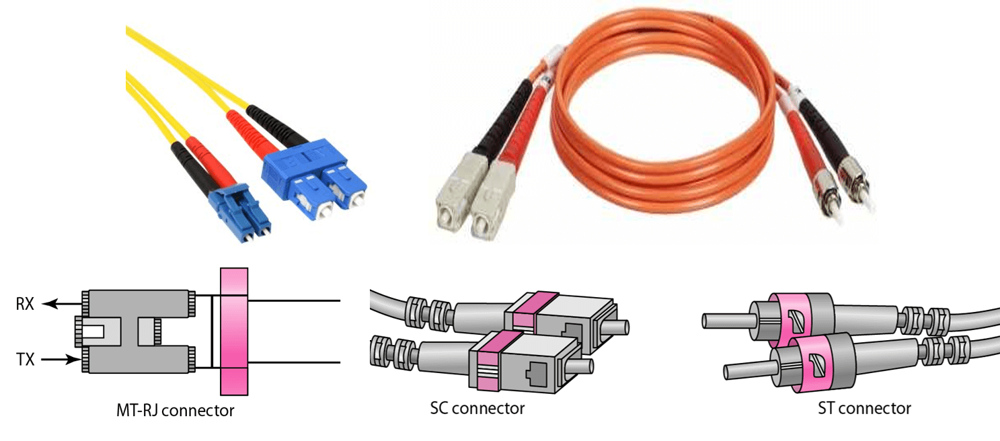 RX
TX
MT-RJ connector
SC connector
ST connector